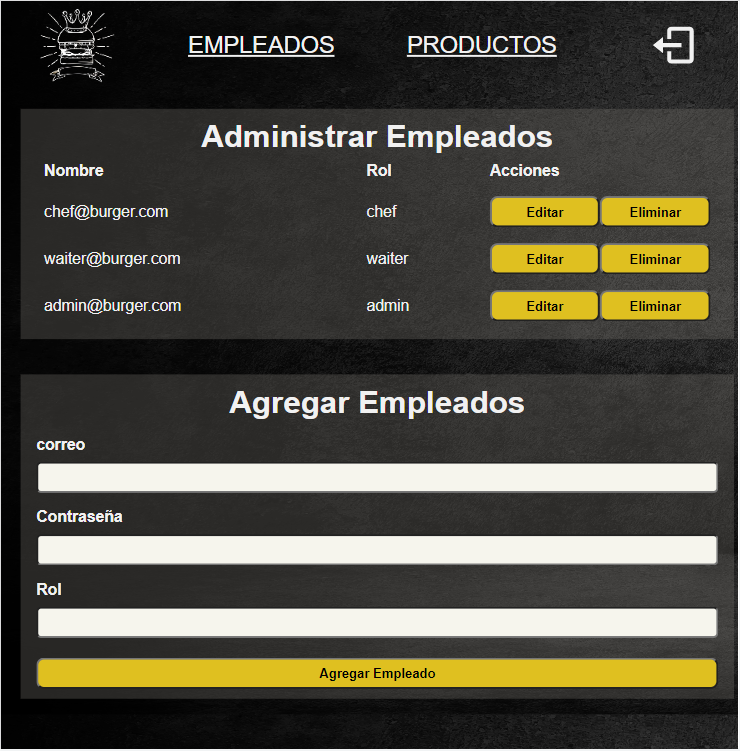 EMPLEADOS PRODUCTOS
Administrar Empleados
Nombre Rol Acciones
chef@burger.com chef Editar Eliminar
waiter@burger.com waiter Editar Eliminar
admin@burger.com admin Editar Eliminar
Agregar Empleados
correo
Contraseña
Rol
Agregar Empleado